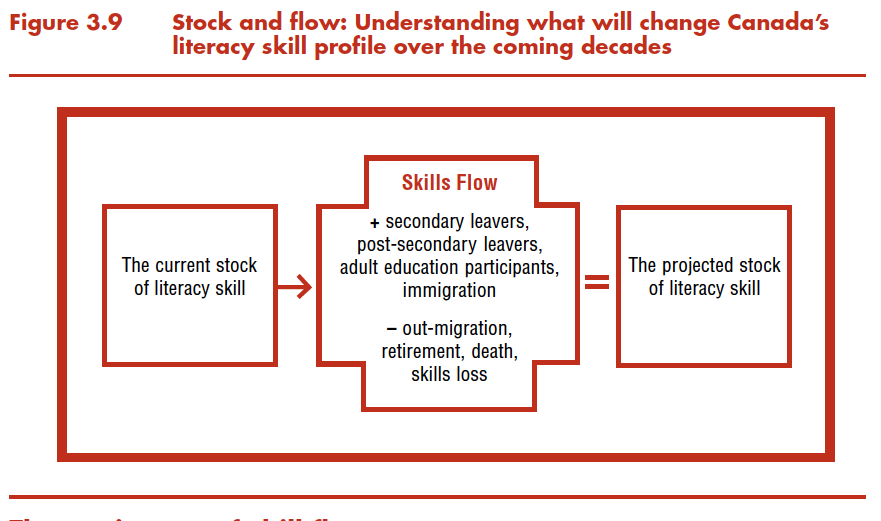 Figure 3.9 Stock and flow: Understanding what will change Canada's
literacy skill profile over the coming decades
The current stock
of literacy skill
Skills Flow
+ secondary leavers,
post-secondary leavers,
adult education participants,
immigration
– out-migration,
retirement, death,
skills loss
=
The projected stock
of literacy skill